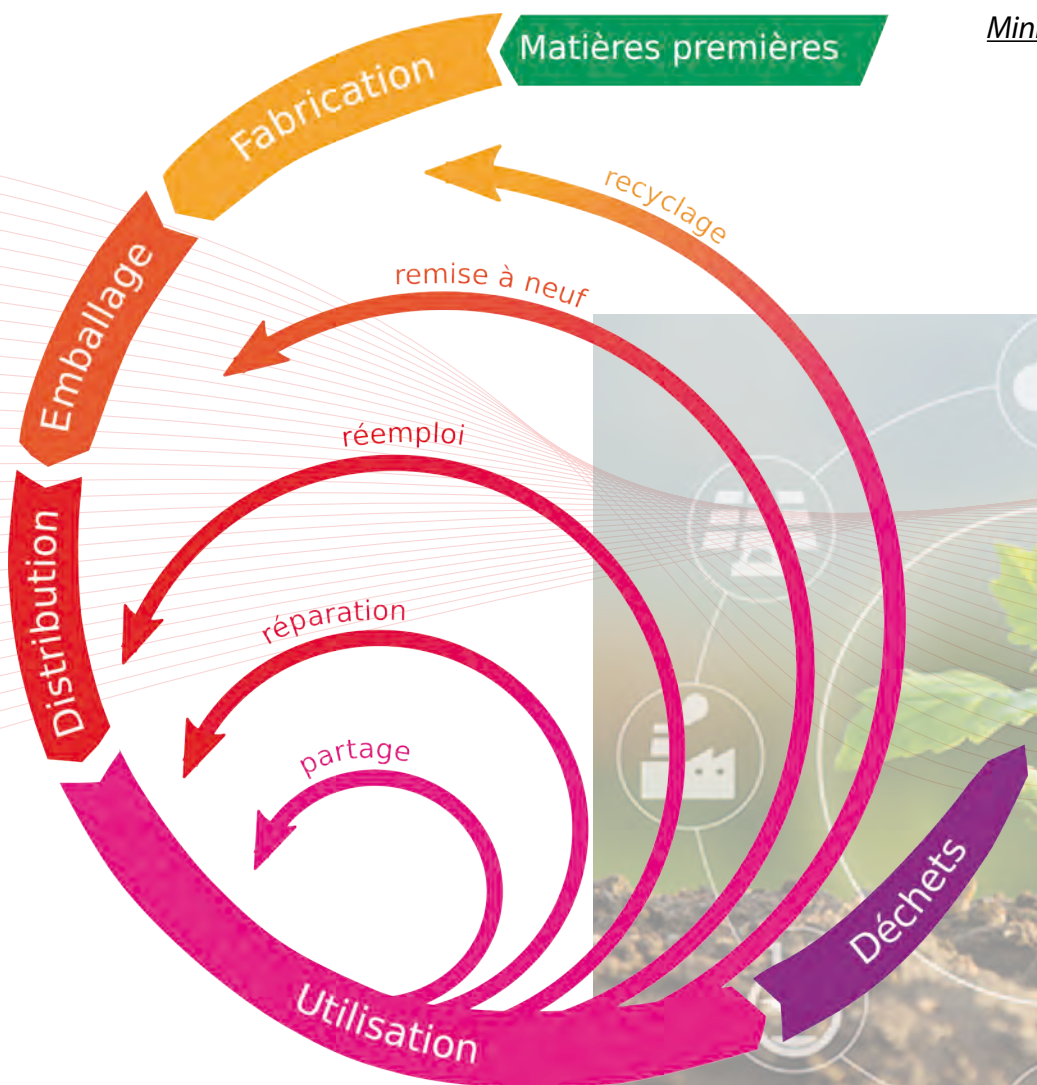 Matières premières
Fabrication
recyclage
Emballage
remise à neuf
réemploi
Distribution
réparation
partage
Déchets
Utilisation